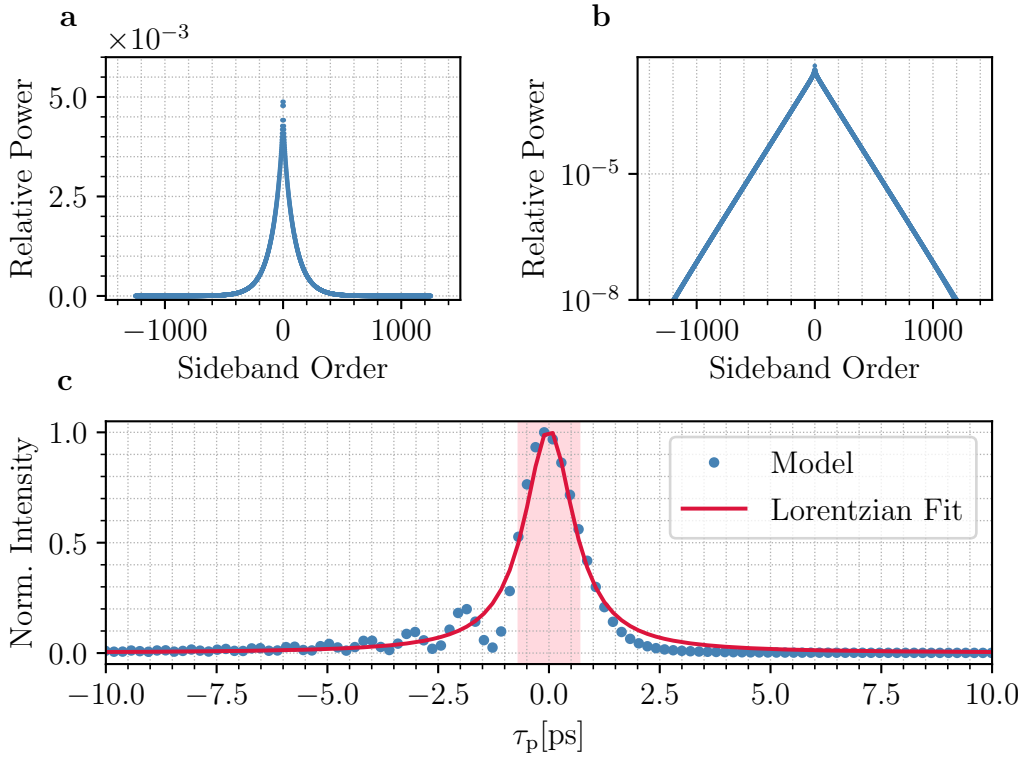 a
×10⁻³
5.0
2.5
0.0
Relative Power
−1000 0 1000
Sideband Order
b
10⁻⁵
10⁻⁸
Relative Power
−1000 0 1000
Sideband Order
c
1.0
0.5
0.0
Norm. Intensity
Model
Lorentzian Fit
−10.0 −7.5 −5.0 −2.5 0.0 2.5 5.0 7.5 10.0
τₚ[ps]